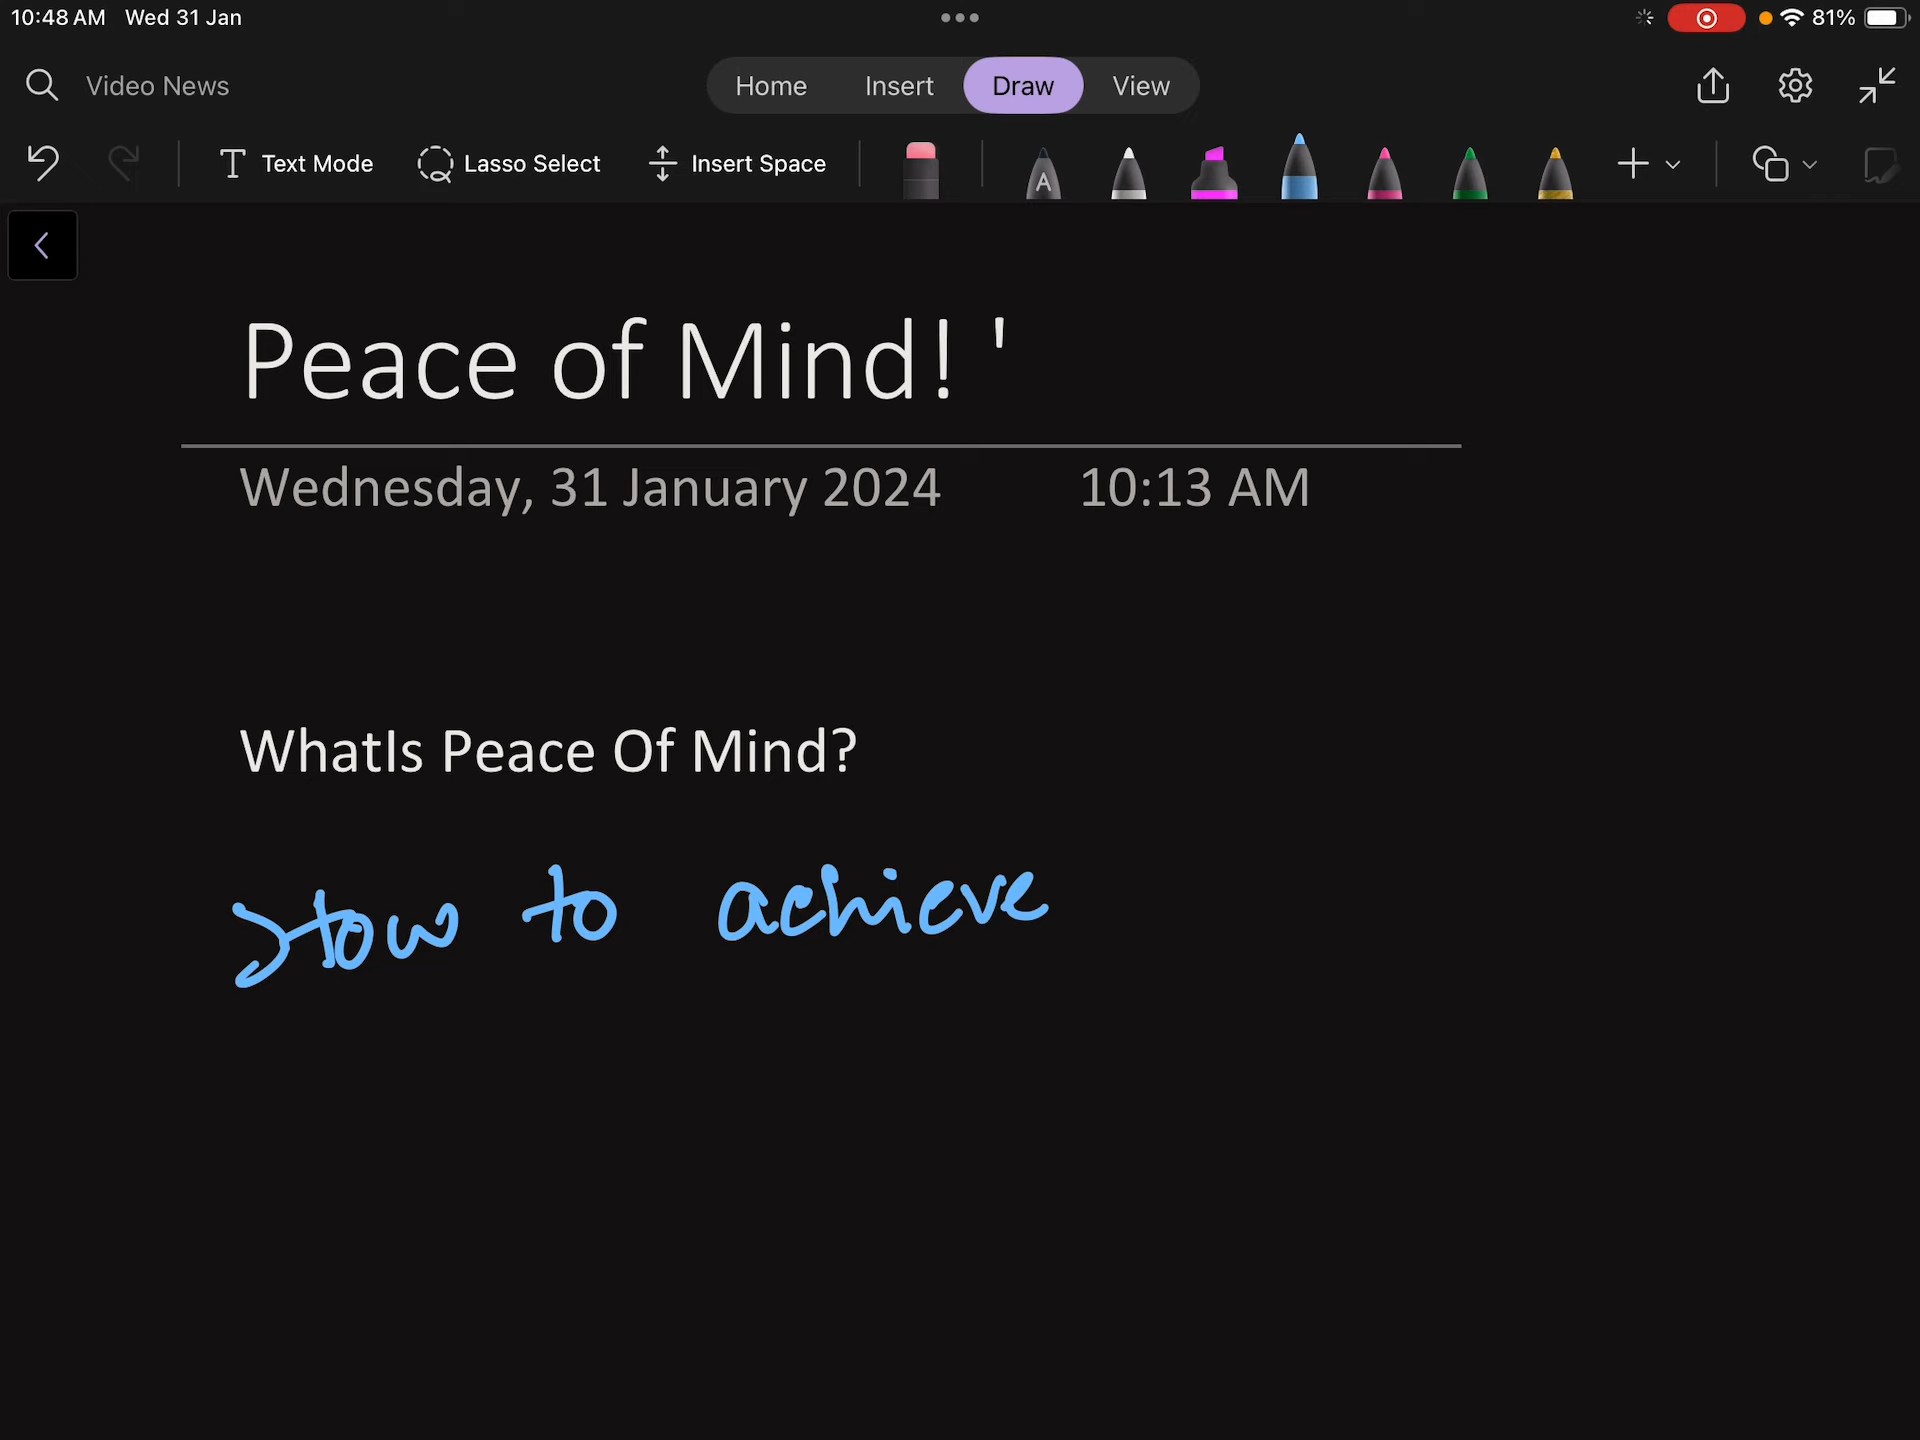 10:48 AM Wed 31 Jan 81%
Video News Home Insert Draw View
Text Mode Lasso Select Insert Space A
Peace of Mind! '
Wednesday, 31 January 2024 10:13 AM
WhatIs Peace Of Mind?
How to achieve